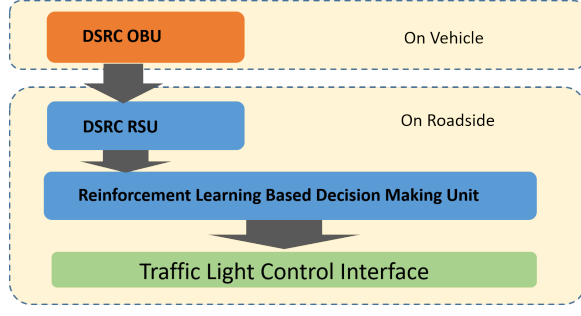 DSRC OBU
On Vehicle
DSRC RSU
On Roadside
Reinforcement Learning Based Decision Making Unit
Traffic Light Control Interface